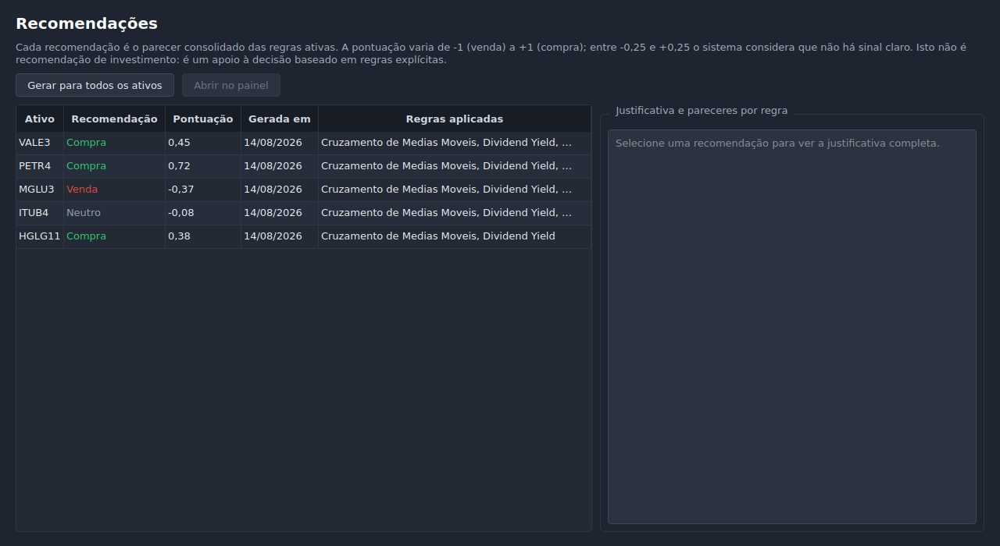 Recomendações
Cada recomendação é o parecer consolidado das regras ativas. A pontuação varia de -1 (venda) a +1 (compra); entre -0,25 e +0,25 o sistema considera que não há sinal claro. Isto não é
recomendação de investimento: é um apoio à decisão baseado em regras explícitas.
Gerar para todos os ativos Abrir no painel
Ativo Recomendação Pontuação Gerada em Regras aplicadas
VALE3 Compra 0,45 14/08/2026 Cruzamento de Medias Moveis, Dividend Yield, ...
PETR4 Compra 0,72 14/08/2026 Cruzamento de Medias Moveis, Dividend Yield, ...
MGLU3 Venda -0,37 14/08/2026 Cruzamento de Medias Moveis, Dividend Yield, ...
ITUB4 Neutro -0,08 14/08/2026 Cruzamento de Medias Moveis, Dividend Yield, ...
HGLG11 Compra 0,38 14/08/2026 Cruzamento de Medias Moveis, Dividend Yield
Justificativa e pareceres por regra
Selecione uma recomendação para ver a justificativa completa.